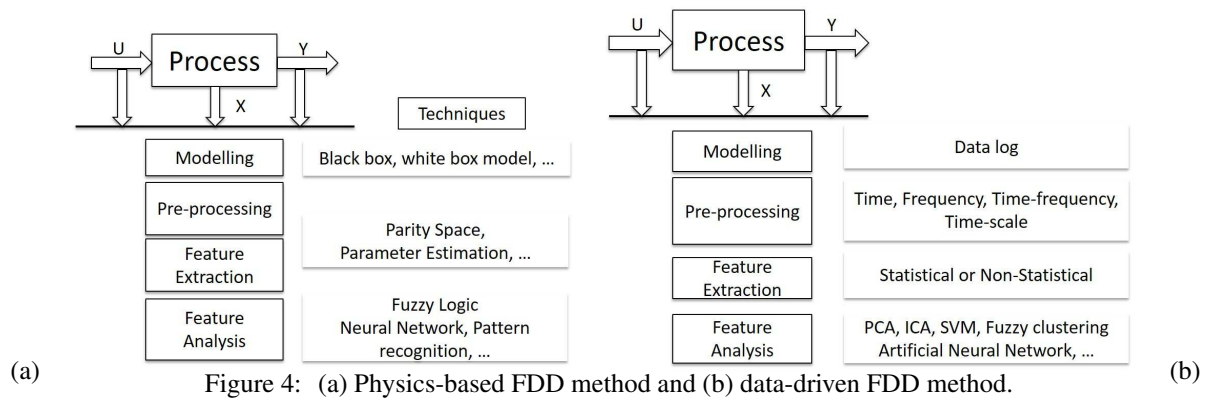 U
Y
Process
X
Techniques
Modelling
Black box, white box model, ...
Pre-processing
Parity Space,
Parameter Estimation, ...
Feature
Extraction
Feature
Analysis
Fuzzy Logic
Neural Network, Pattern
recognition, ...
(a)
U
Y
Process
X
Modelling
Data log
Pre-processing
Time, Frequency, Time-frequency,
Time-scale
Feature
Extraction
Statistical or Non-Statistical
Feature
Analysis
PCA, ICA, SVM, Fuzzy clustering
Artificial Neural Network, ...
(b)
Figure 4: (a) Physics-based FDD method and (b) data-driven FDD method.